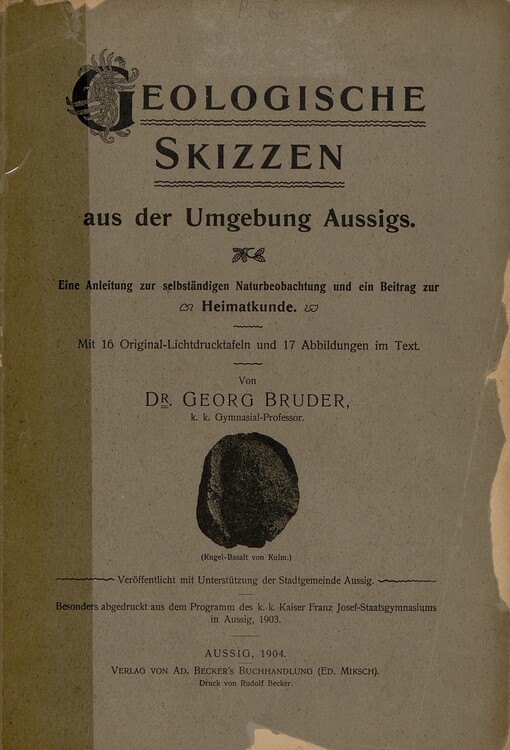 GEOLOGISCHE
SKIZZEN
aus der Umgebung Aussigs.
Eine Anleitung zur selbständigen Naturbeobachtung und ein Beitrag zur
Heimatkunde.
Mit 16 Original-Lichtdrucktafeln und 17 Abbildungen im Text.
Von
DR. GEORG BRUDER,
k. k. Gymnasial-Professor.
(Kugel-Basalt von Kulm.)
Veröffentlicht mit Unterstützung der Stadtgemeinde Aussig.
Besonders abgedruckt aus dem Programm des k. k. Kaiser Franz Josef-Staatsgymnasiums
in Aussig, 1903.
AUSSIG, 1904.
VERLAG VON AD. BECKER'S BUCHHANDLUNG (ED. MIKSCH).
Druck von Rudolf Becker.